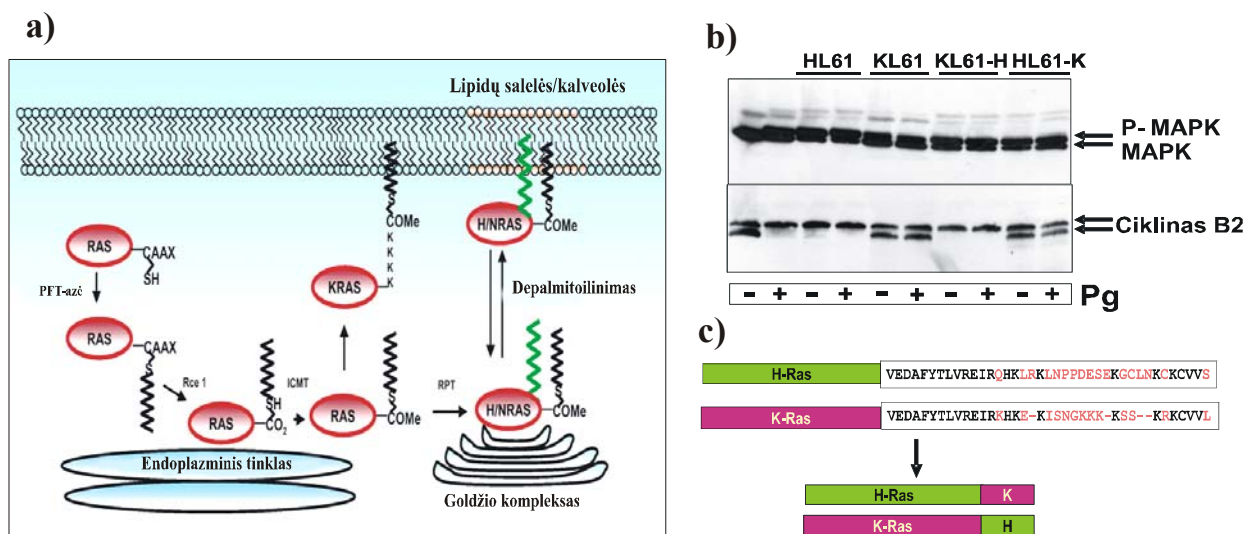 a)
Lipidų salelės/kalveolės
RAS
CAAX
SH
PFT-azė
RAS
CAAX
S
Rce 1
RAS
SH
CO2
ICMT
RAS
S
COMe
KRAS
K
K
K
K
COMe
S
RPT
H/NRAS
S
COMe
Depalmitoilinimas
H/NRAS
S
COMe
Endoplazminis tinklas
Goldžio kompleksas
b)
HL61 KL61 KL61-H HL61-K
P- MAPK
MAPK
Ciklinas B2
- + - + - + - + - + Pg
c)
H-Ras VEDAFYTLVREIRQHKLRKLNPPDESEKGCLNKCKCVVS
K-Ras VEDAFYTLVREIRKHKE-KISNGKKK-KSS--KRKCVVL
H-Ras K
K-Ras H